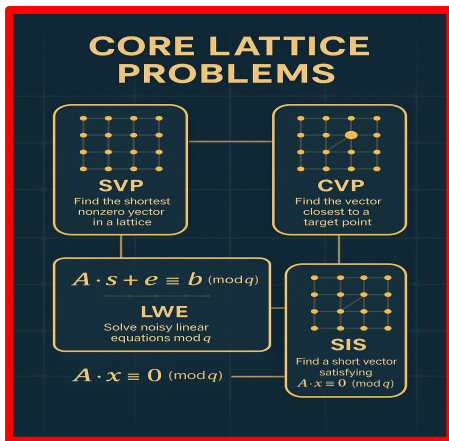 CORE LATTICE
PROBLEMS
SVP
Find the shortest
nonzero vector
in a lattice
CVP
Find the vector
closest to a
target point
A · s + e ≡ b (mod q)
LWE
Solve noisy linear
equations mod q
SIS
Find a short vector
satisfying
A · x ≡ 0 (mod q)
A · x ≡ 0 (mod q)